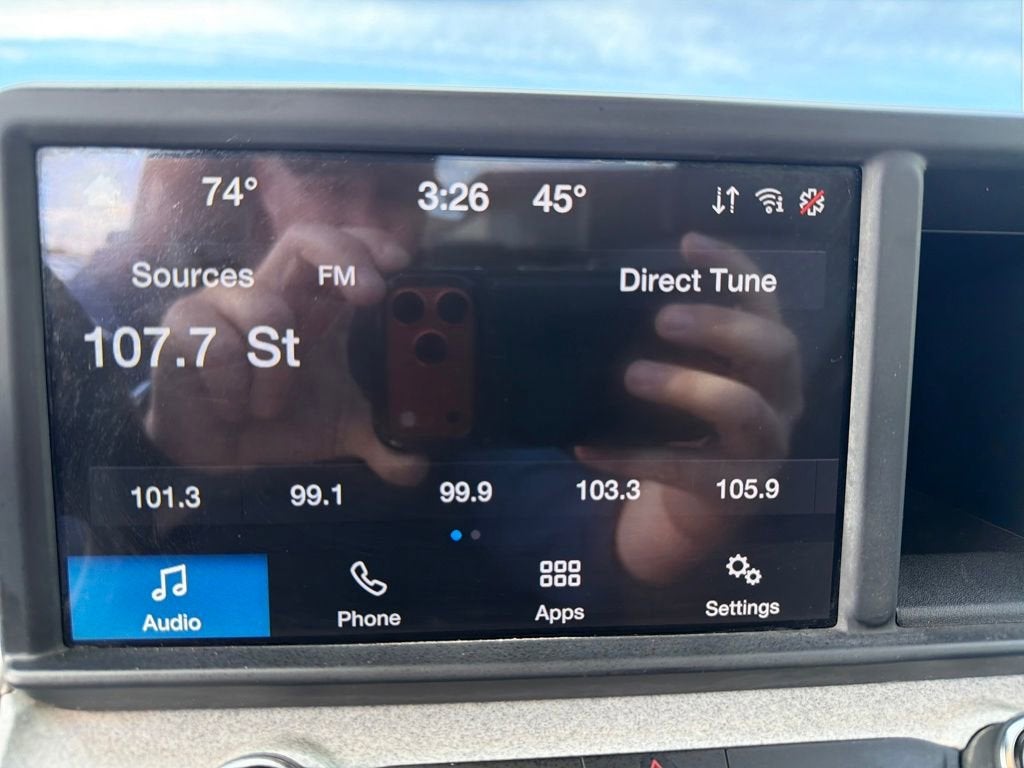 74° 3:26 45°
Sources FM Direct Tune
107.7 St
101.3 99.1 99.9 103.3 105.9
Audio Phone Apps Settings